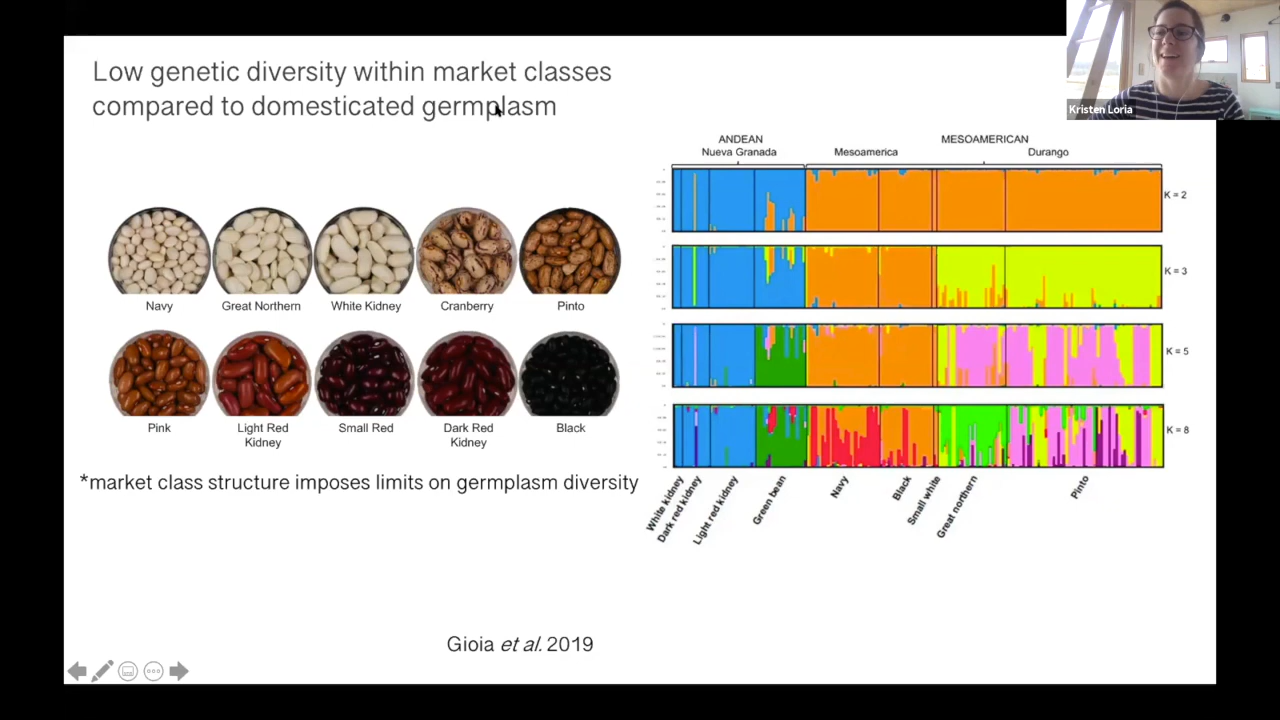 Low genetic diversity within market classes
compared to domesticated germplasm
Kristen Loria
Navy
Great Northern
White Kidney
Cranberry
Pinto
Pink
Light Red
Kidney
Small Red
Dark Red
Kidney
Black
*market class structure imposes limits on germplasm diversity
ANDEAN
Nueva Granada
MESOAMERICAN
Mesoamerica
Durango
K = 2
K = 3
K = 5
K = 8
White kidney
Dark red kidney
Light red kidney
Green bean
Navy
Black
Small white
Great northern
Pinto
Gioia et al. 2019